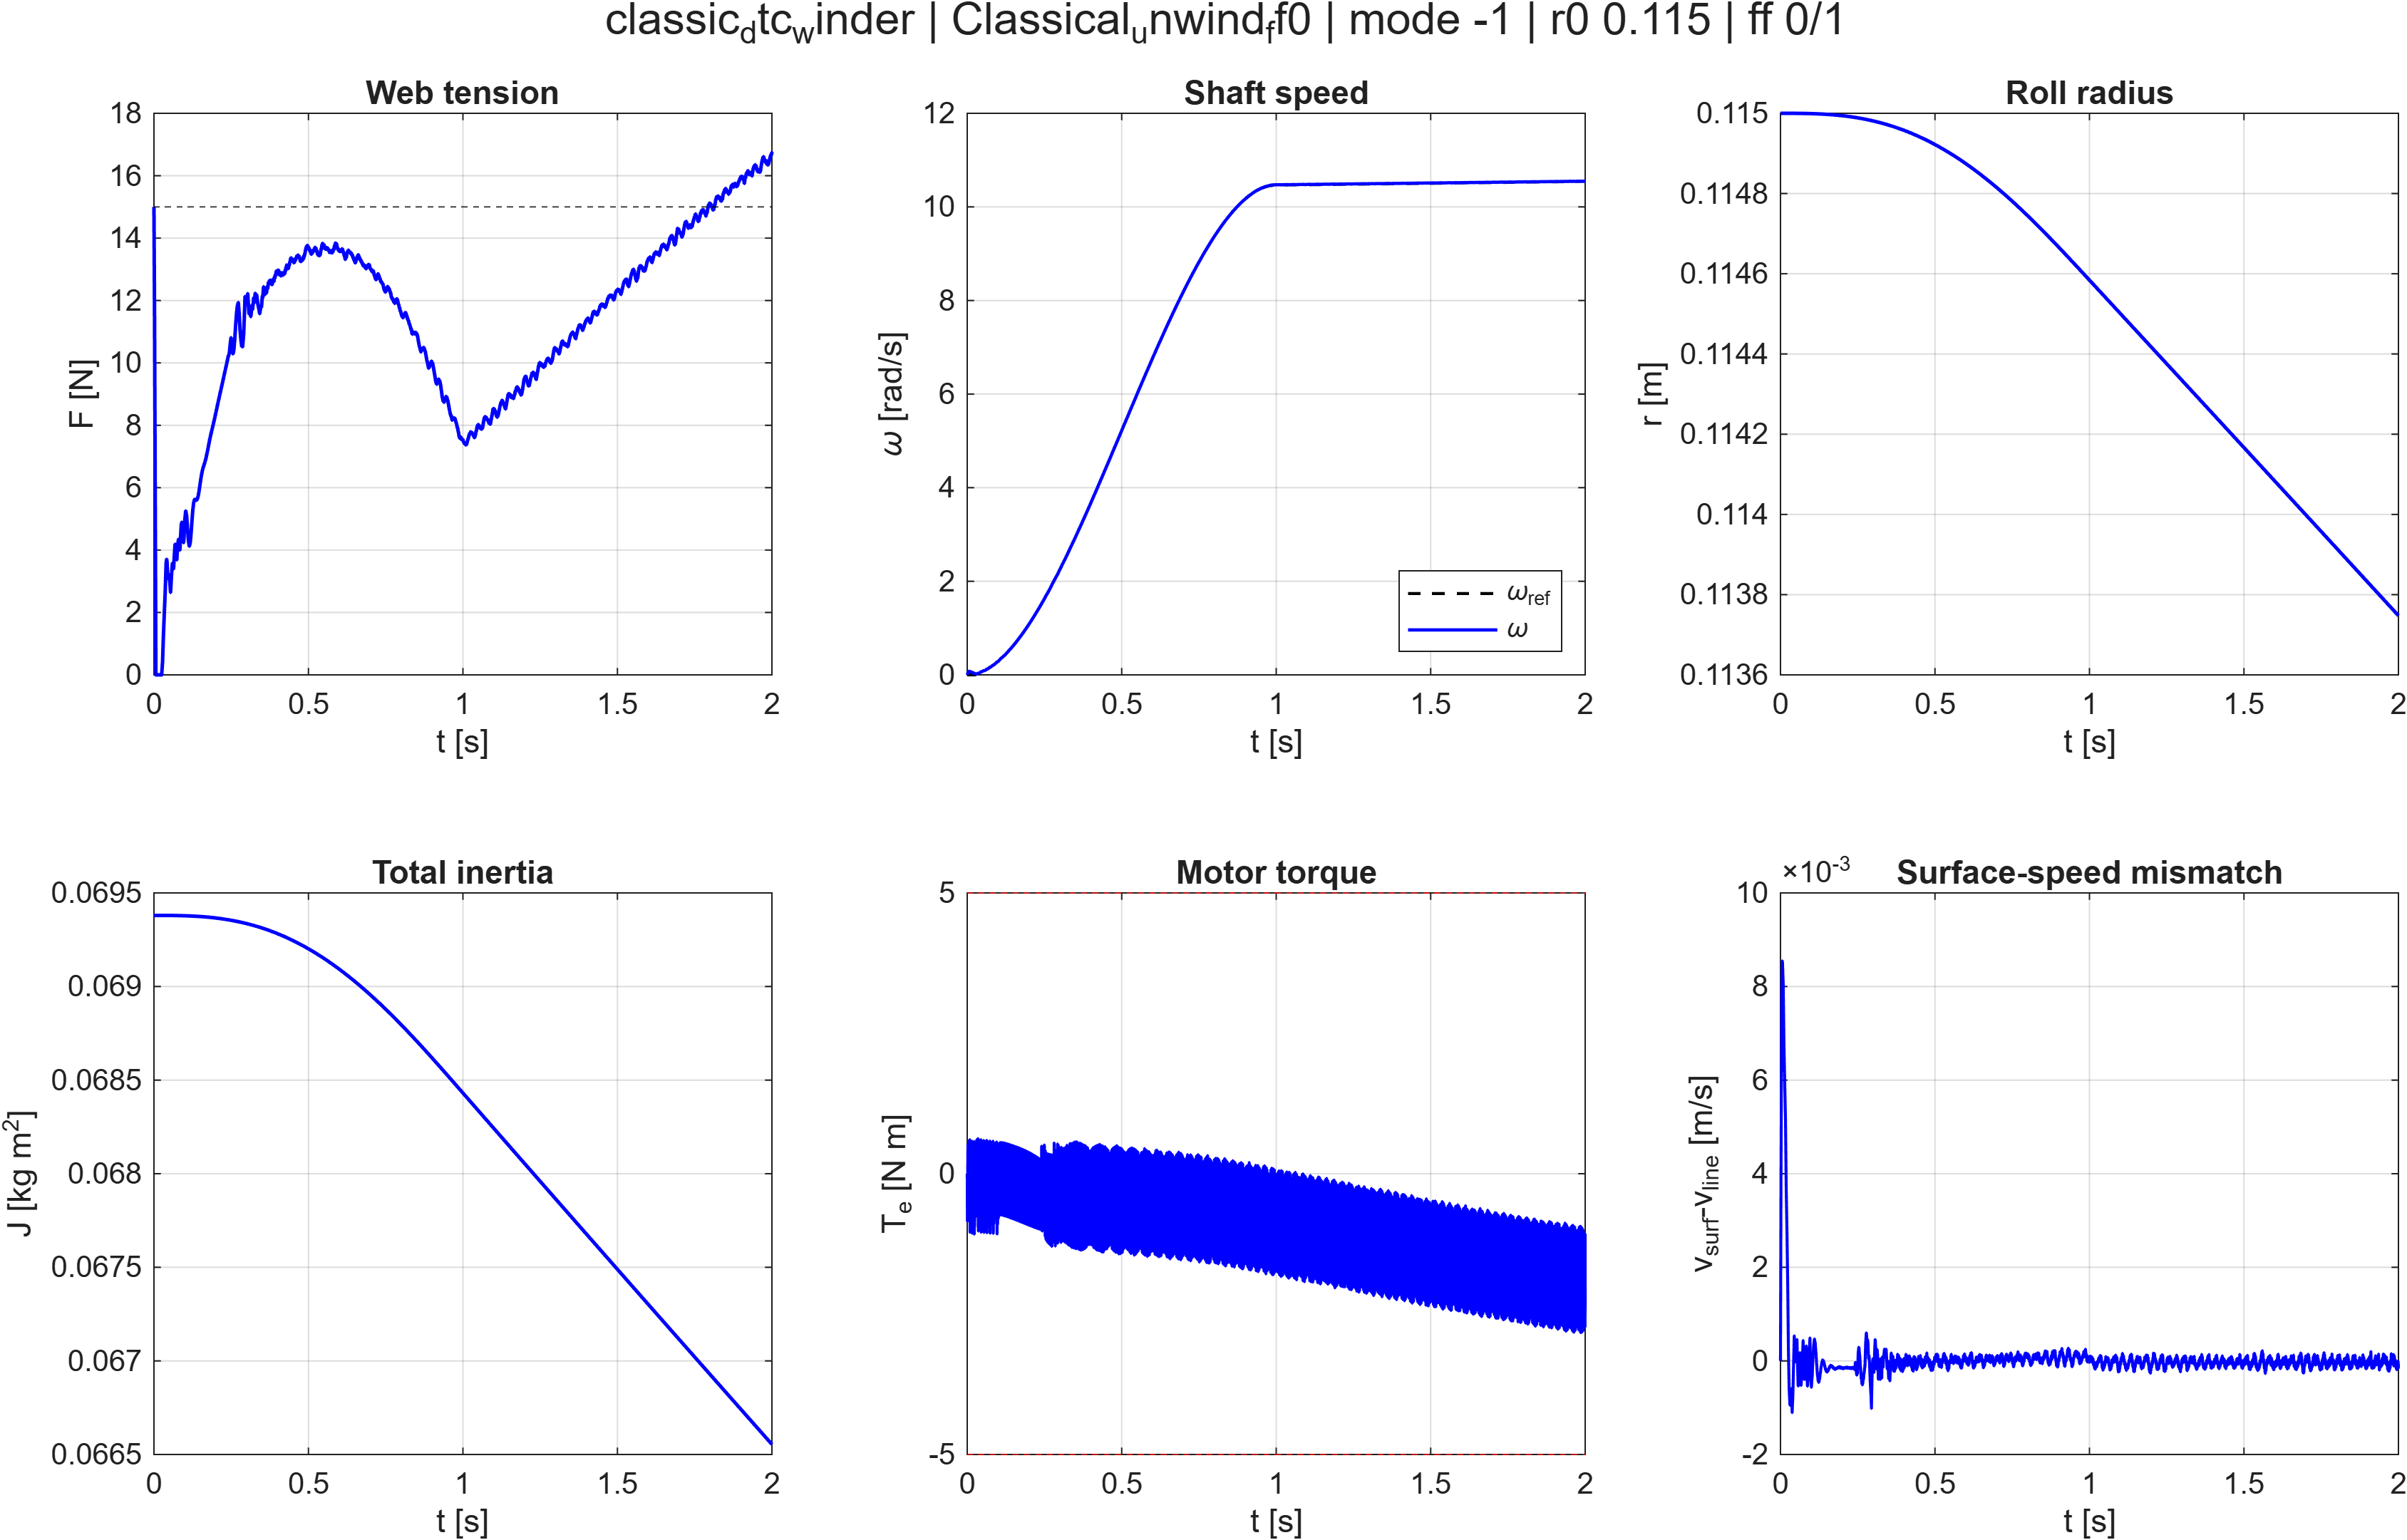 classic_dtc_winder | Classical_unwind_ff0 | mode -1 | r0 0.115 | ff 0/1
Web tension
18
16
14
12
10
8
6
4
2
0
F [N]
0 0.5 1 1.5 2
t [s]
Shaft speed
12
10
8
6
4
2
0
ω [rad/s]
ω_ref
ω
0 0.5 1 1.5 2
t [s]
Roll radius
0.115
0.1148
0.1146
0.1144
0.1142
0.114
0.1138
0.1136
r [m]
0 0.5 1 1.5 2
t [s]
Total inertia
0.0695
0.069
0.0685
0.068
0.0675
0.067
0.0665
J [kg m²]
0 0.5 1 1.5 2
t [s]
Motor torque
5
0
-5
T_e [N m]
0 0.5 1 1.5 2
t [s]
×10⁻³
Surface-speed mismatch
10
8
6
4
2
0
-2
v_surf-v_line [m/s]
0 0.5 1 1.5 2
t [s]